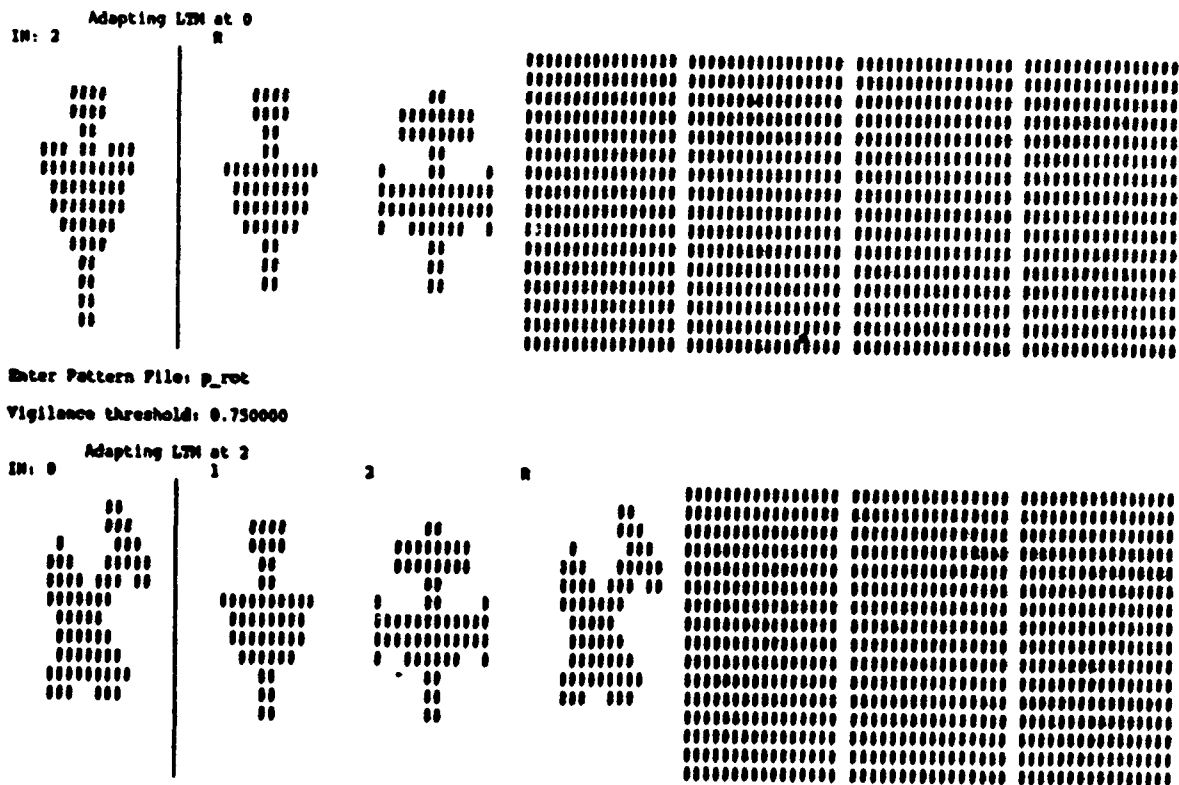 Adapting LTM at 0
IN: 2 R
Enter Pattern File: p_rot
Vigilance threshold: 0.750000
Adapting LTM at 2
IN: 0 1 2 R